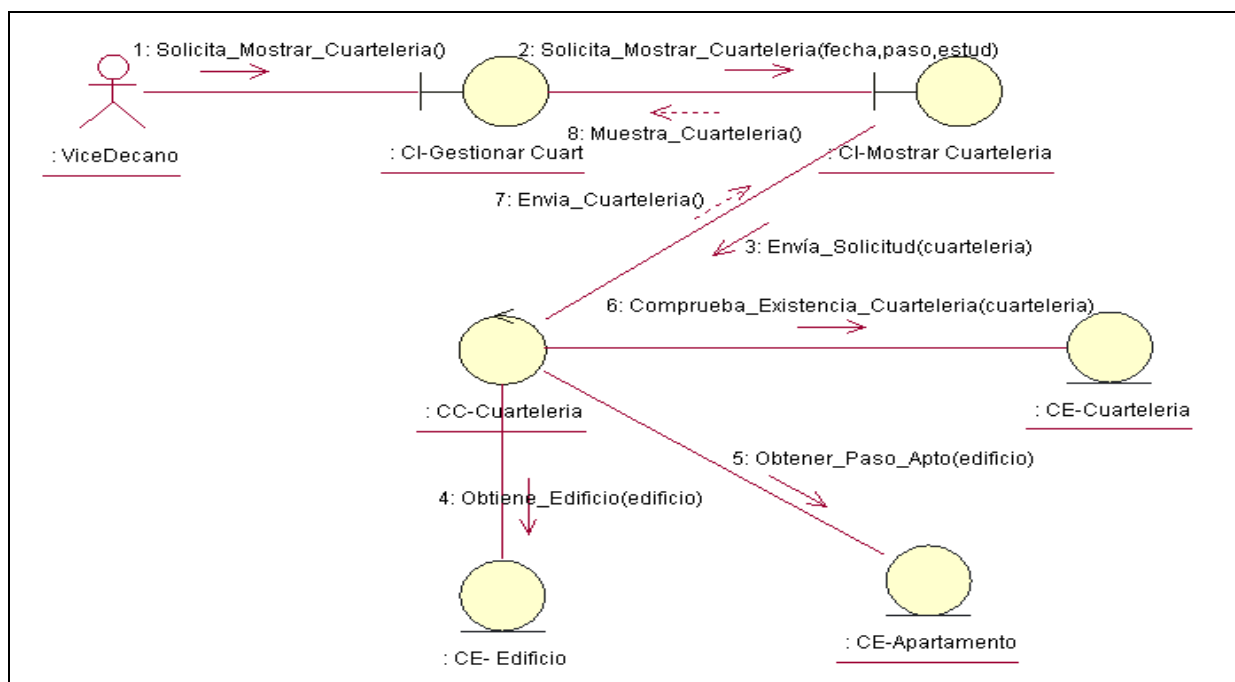 1: Solicita_Mostrar_Cuarteleria()
2: Solicita_Mostrar_Cuarteleria(fecha,paso,estud)
8: Muestra_Cuarteleria()
: ViceDecano
: CI-Gestionar Cuart
: CI-Mostrar Cuarteleria
7: Envia_Cuarteleria()
3: Envía_Solicitud(cuarteleria)
6: Comprueba_Existencia_Cuarteleria(cuarteleria)
: CC-Cuarteleria
: CE-Cuarteleria
5: Obtener_Paso_Apto(edificio)
4: Obtiene_Edificio(edificio)
: CE- Edificio
: CE-Apartamento